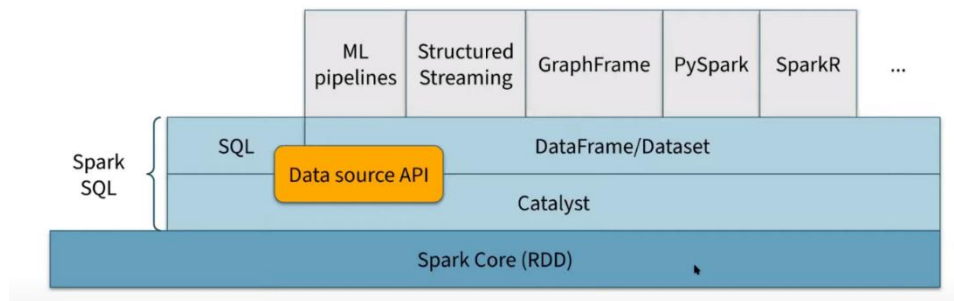 ML
pipelines
Structured
Streaming
GraphFrame
PySpark
SparkR
...
Spark
SQL
SQL
DataFrame/Dataset
Data source API
Catalyst
Spark Core (RDD)